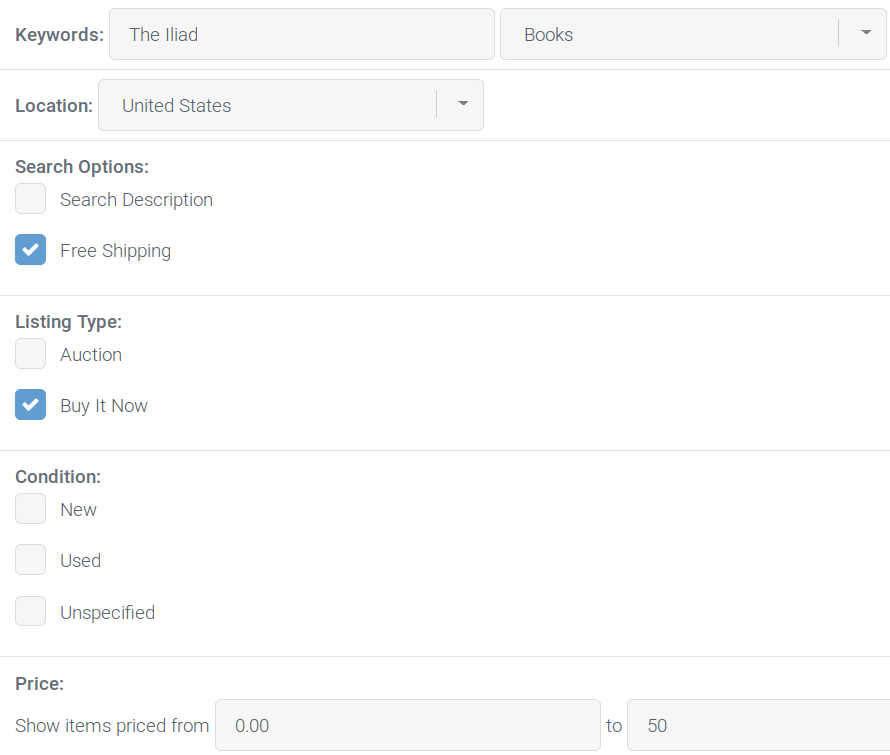 Keywords: The Iliad Books
Location: United States
Search Options:
Search Description
Free Shipping
Listing Type:
Auction
Buy It Now
Condition:
New
Used
Unspecified
Price:
Show items priced from 0.00 to 50